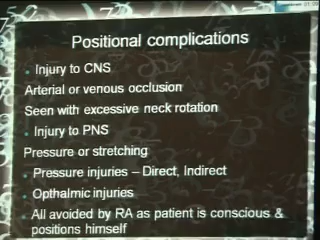 Positional complications
Injury to CNS
Arterial or venous occlusion
Seen with excessive neck rotation
Injury to PNS
Pressure or stretching
Pressure injuries – Direct, Indirect
Opthalmic injuries
All avoided by RA as patient is conscious &
positions himself